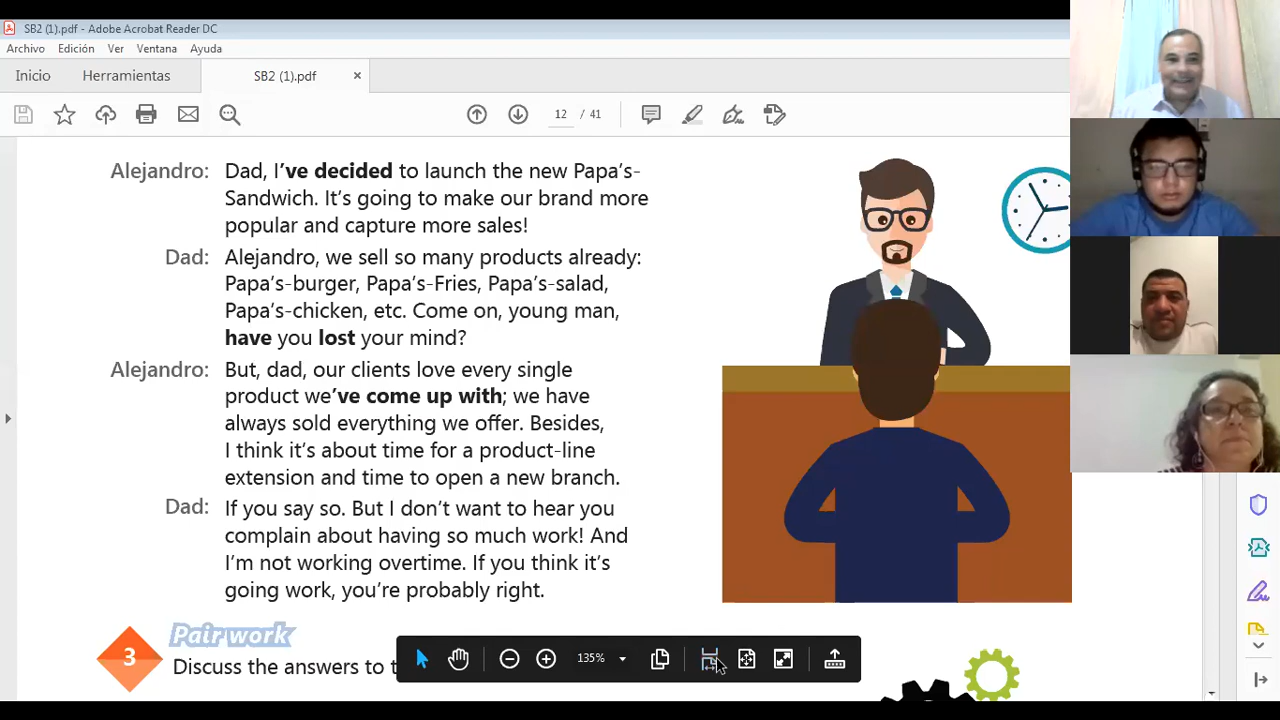 SB2 (1).pdf - Adobe Acrobat Reader DC
Archivo Edición Ver Ventana Ayuda
Inicio Herramientas SB2 (1).pdf ×
12 / 41
Alejandro: Dad, I've decided to launch the new Papa's-
Sandwich. It's going to make our brand more
popular and capture more sales!
Dad: Alejandro, we sell so many products already:
Papa's-burger, Papa's-Fries, Papa's-salad,
Papa's-chicken, etc. Come on, young man,
have you lost your mind?
Alejandro: But, dad, our clients love every single
product we've come up with; we have
always sold everything we offer. Besides,
I think it's about time for a product-line
extension and time to open a new branch.
Dad: If you say so. But I don't want to hear you
complain about having so much work! And
I'm not working overtime. If you think it's
going work, you're probably right.
Pair work
3 Discuss the answers to t
135%